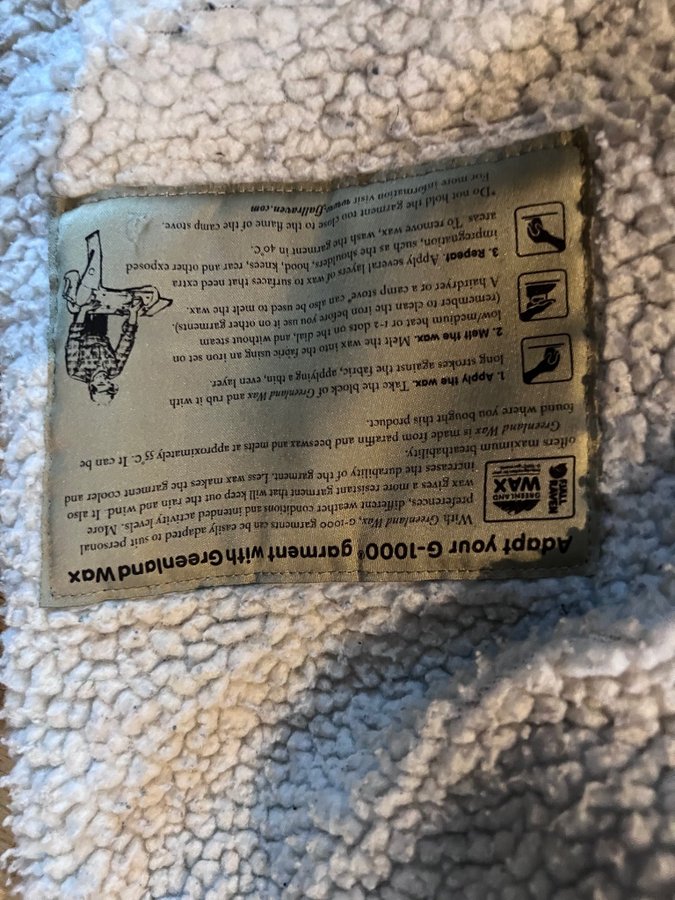 Adapt your G-1000® garment with Greenland Wax
FJÄLL
RÄVEN
GREENLAND
WAX
With Greenland Wax, G-1000 garments can be easily adapted to suit personal
preferences, different weather conditions and intended activity levels. More
wax gives a more resistant garment that will keep out the rain and wind. It also
increases the durability of the garment. Less wax makes the garment cooler and
offers maximum breathability.
Greenland Wax is made from paraffin and beeswax and melts at approximately 55°C. It can be
found where you bought this product.
1. Apply the wax. Take the block of Greenland Wax and rub it with
long strokes against the fabric, applying a thin, even layer.
2. Melt the wax. Melt the wax into the fabric using an iron set on
low/medium heat or 1-2 dots on the dial, and without steam
(remember to clean the iron before you use it on other garments).
A hairdryer or a camp stove* can also be used to melt the wax.
3. Repeat. Apply several layers of wax to surfaces that need extra
impregnation, such as the shoulders, hood, knees, rear and other exposed
areas. To remove wax, wash the garment in 40°C.
*Do not hold the garment too close to the flame of the camp stove.
For more information visit www.fjallraven.com